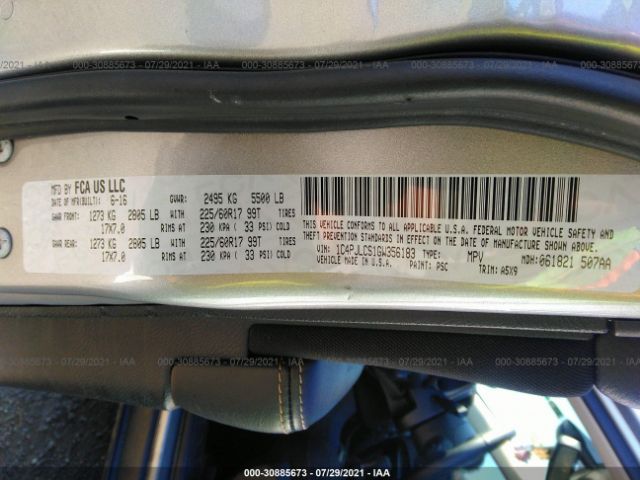 000-30885673 / 07/29/2021 - IAA
000-30885673 / 07/29/2021 - IAA
000-30885673 / 07/29/2021 - IAA
MFD BY FCA US LLC
DATE OF MFR(BUILT): 6-16
GVWR: 2495 KG 5500 LB
GAWR FRONT: 1273 KG 2805 LB WITH 225/60R17 99T TIRES
17X7.0 RIMS AT 230 KPA ( 33 PSI) COLD
GAWR REAR: 1273 KG 2805 LB WITH 225/60R17 99T TIRES
17X7.0 RIMS AT 230 KPA ( 33 PSI) COLD
THIS VEHICLE CONFORMS TO ALL APPLICABLE U.S.A. FEDERAL MOTOR VEHICLE SAFETY AND
THEFT PREVENTION STANDARDS IN EFFECT ON THE DATE OF MANUFACTURE SHOWN ABOVE.
VIN: 1C4PJLCS1GW356183 TYPE: MPV MDH: 061821 507AA
VEHICLE MADE IN U.S.A. PAINT: PSC TRIM: A5X9
000-30885673 / 07/29/2021 - IAA
000-30885673 / 07/29/2021 - IAA
000-30885673 / 07/29/2021 - IAA
000-30885673 / 07/29/2021 - IAA